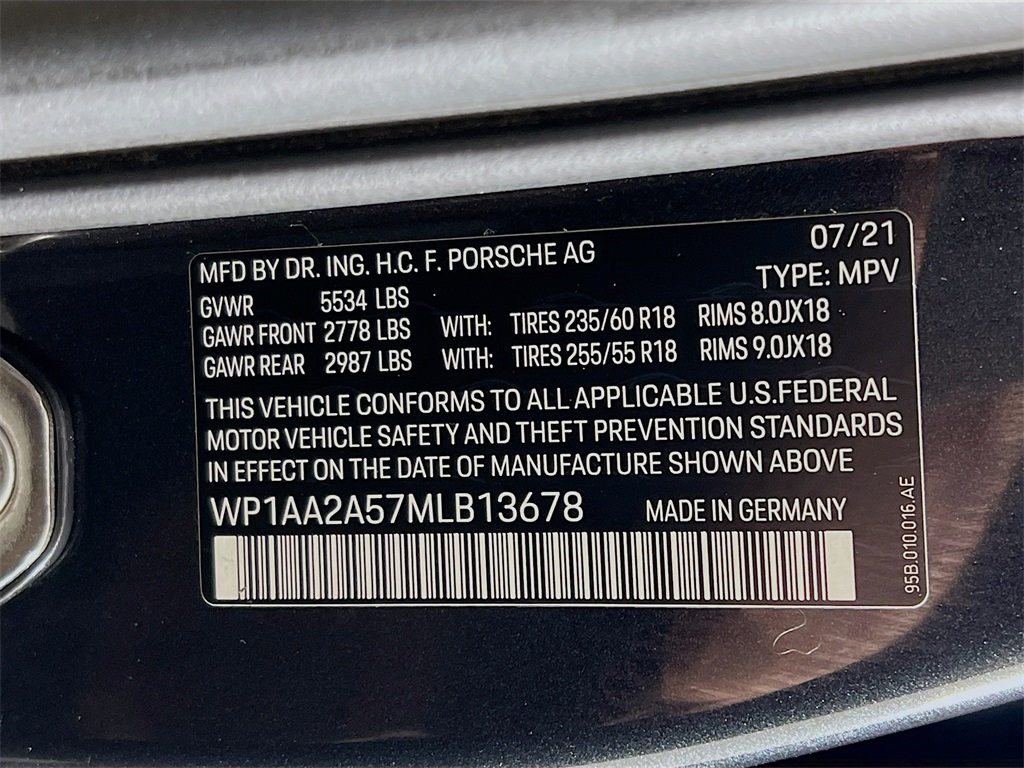 MFD BY DR. ING. H.C. F. PORSCHE AG 07/21
TYPE: MPV
GVWR 5534 LBS
GAWR FRONT 2778 LBS WITH: TIRES 235/60 R18 RIMS 8.0JX18
GAWR REAR 2987 LBS WITH: TIRES 255/55 R18 RIMS 9.0JX18
THIS VEHICLE CONFORMS TO ALL APPLICABLE U.S.FEDERAL
MOTOR VEHICLE SAFETY AND THEFT PREVENTION STANDARDS
IN EFFECT ON THE DATE OF MANUFACTURE SHOWN ABOVE
WP1AA2A57MLB13678 MADE IN GERMANY
95B.010.016.AE